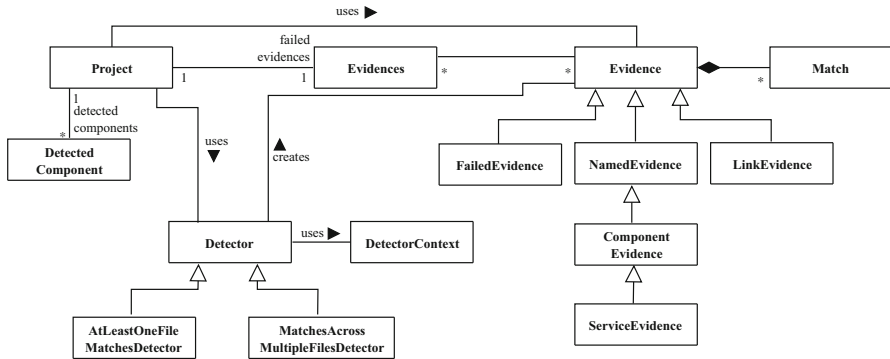 uses ▶
Project
failed
evidences
1
1
Evidences
*
*
Evidence
*
Match
1
detected
components
*
Detected
Component
uses
▼
▲
creates
FailedEvidence
NamedEvidence
LinkEvidence
Detector
uses ▶
DetectorContext
Component
Evidence
AtLeastOneFile
MatchesDetector
MatchesAcross
MultipleFilesDetector
ServiceEvidence